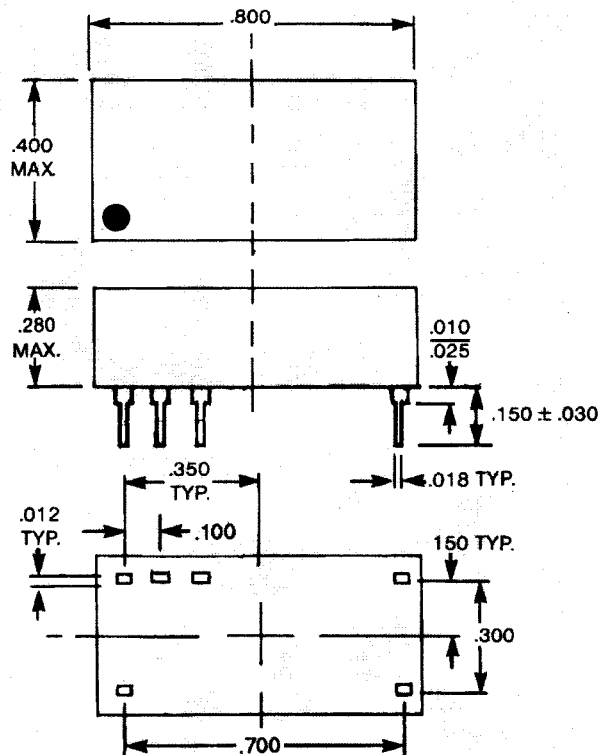 .800
.400
MAX.
.280
MAX.
.010
.025
.150 ± .030
.350
TYP.
.018 TYP.
.012
TYP.
.100
150 TYP.
.300
.700